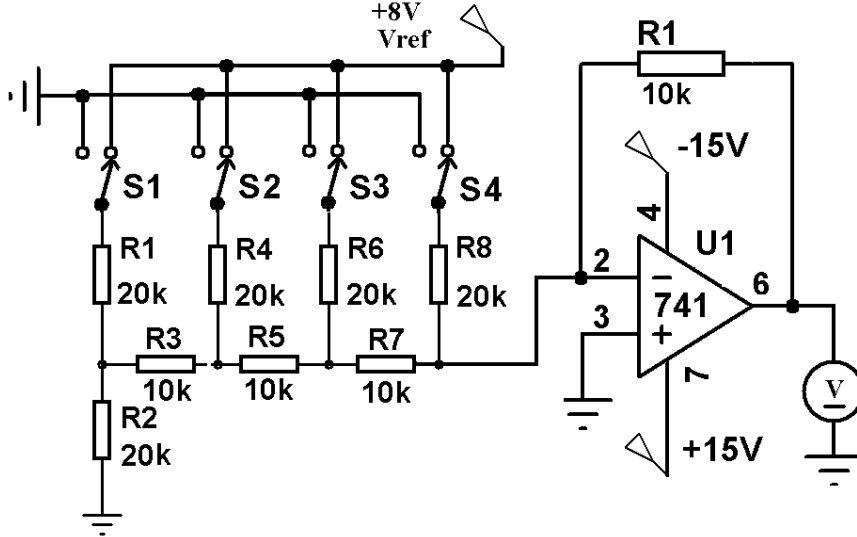 +8V
Vref
R1
10k
-15V
S1
S2
S3
S4
4
U1
R1
R4
R6
R8
2
6
20k
20k
20k
20k
741
3
R3
R5
R7
7
10k
10k
10k
R2
20k
V
+15V